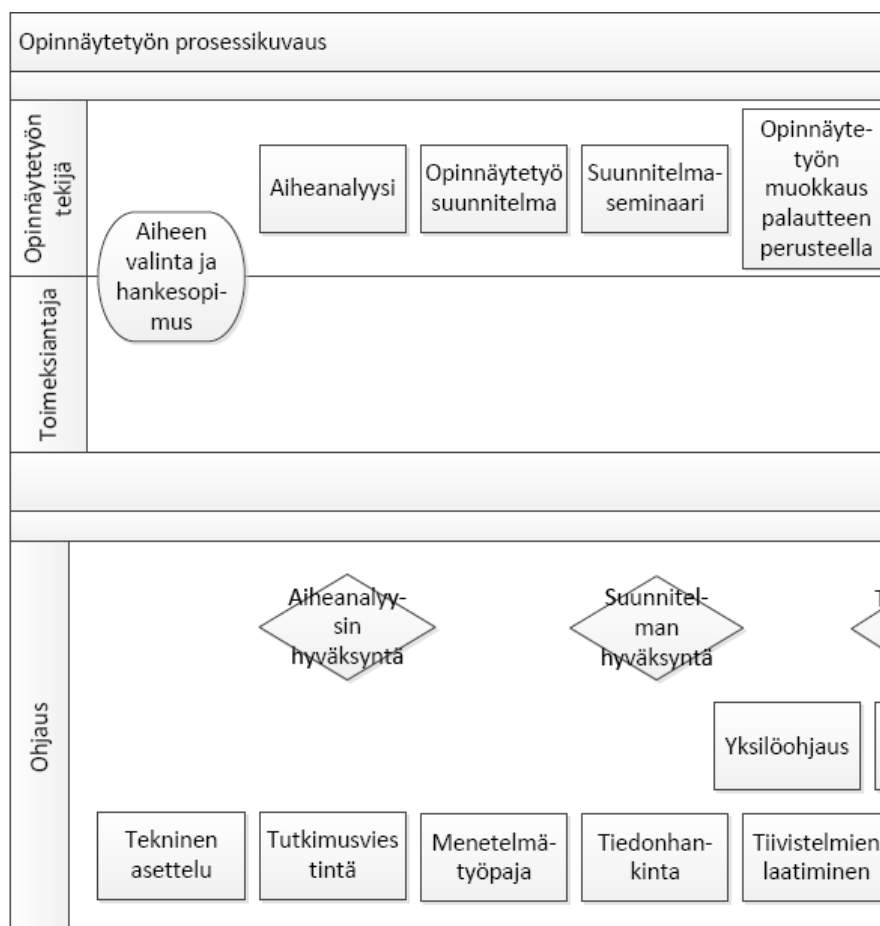 Opinnäytetyön prosessikuvaus
Opinnäytetyön
tekijä
Aiheanalyysi
Opinnäytetyö
suunnitelma
Suunnitelma-
seminaari
Opinnäyte-
työn
muokkaus
palautteen
perusteella
Aiheen
valinta ja
hankesopi-
mus
Toimeksiantaja
Ohjaus
Aiheanalyy-
sin
hyväksyntä
Suunnitel-
man
hyväksyntä
Yksilöohjaus
Tekninen
asettelu
Tutkimusvies
tintä
Menetelmä-
työpaja
Tiedonhan-
kinta
Tiivistelmien
laatiminen